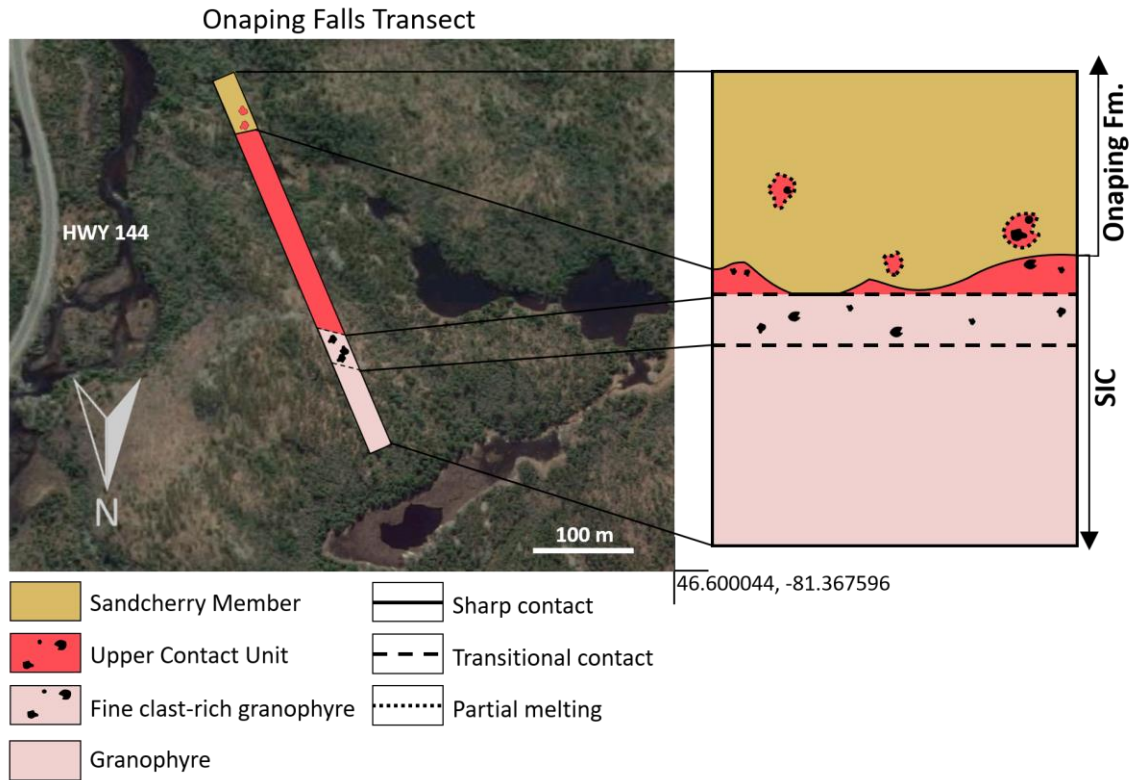 Onaping Falls Transect
HWY 144
N
100 m
46.600044, -81.367596
Onaping Fm.
SIC
Sandcherry Member
Upper Contact Unit
Fine clast-rich granophyre
Granophyre
Sharp contact
Transitional contact
Partial melting